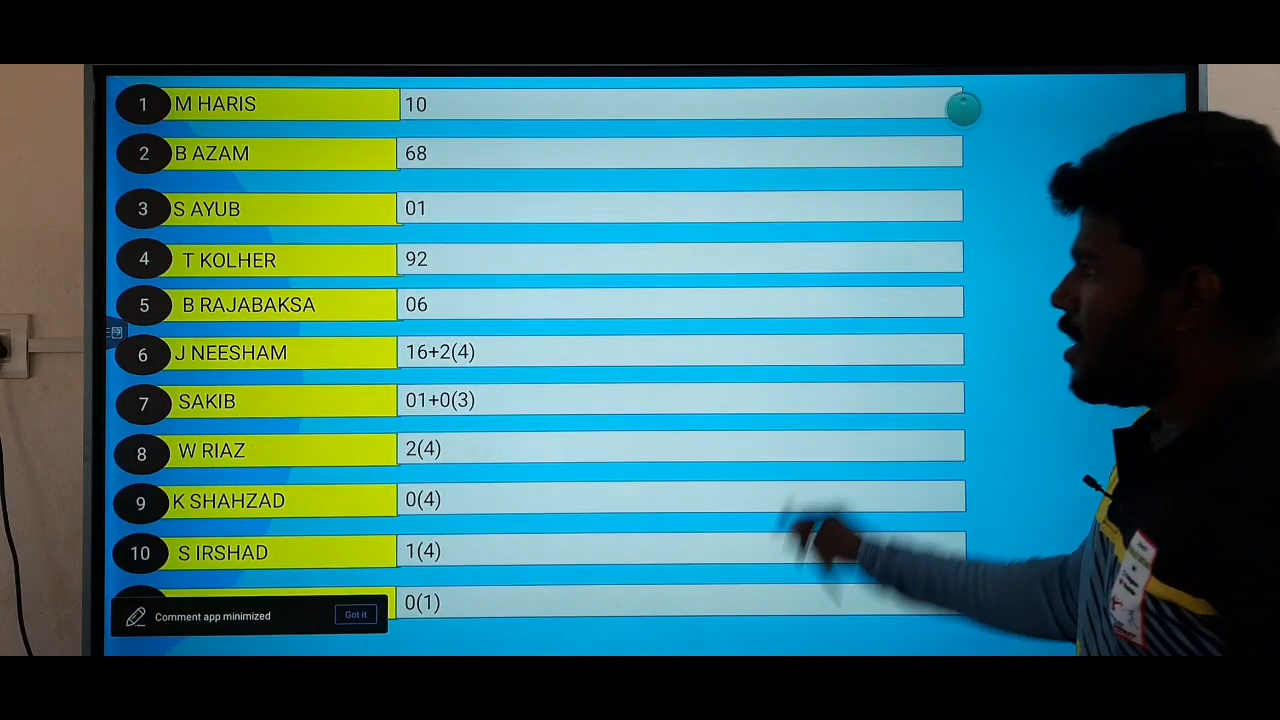 1 M HARIS 10
2 B AZAM 68
3 S AYUB 01
4 T KOLHER 92
5 B RAJABAKSA 06
6 J NEESHAM 16+2(4)
7 SAKIB 01+0(3)
8 W RIAZ 2(4)
9 K SHAHZAD 0(4)
10 S IRSHAD 1(4)
0(1)
Comment app minimized Got it